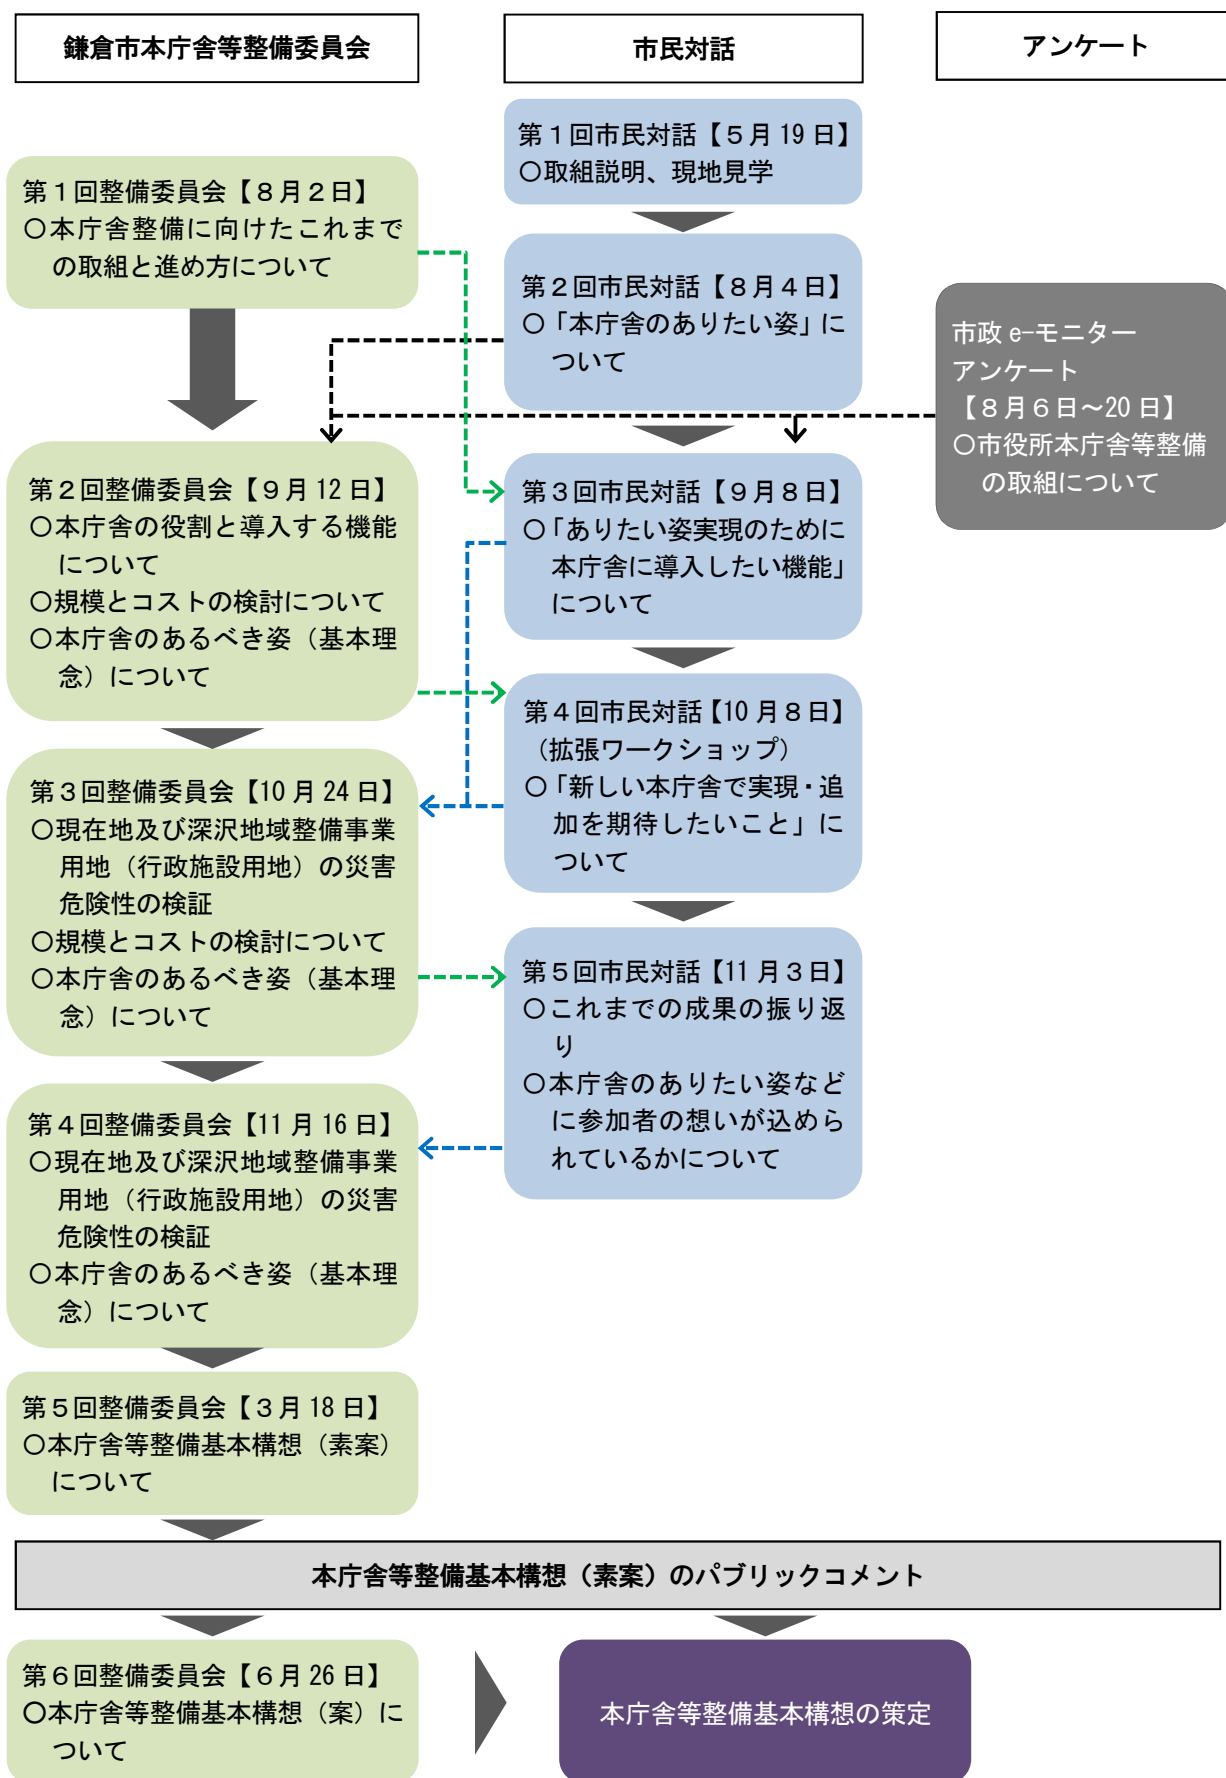 鎌倉市本庁舎等整備委員会
市民対話
アンケート
第１回整備委員会【８月２日】
○本庁舎整備に向けたこれまで
の取組と進め方について
第２回整備委員会【９月12日】
○本庁舎の役割と導入する機能
について
○規模とコストの検討について
○本庁舎のあるべき姿（基本理
念）について
第３回整備委員会【10月24日】
○現在地及び深沢地域整備事業
用地（行政施設用地）の災害
危険性の検証
○規模とコストの検討について
○本庁舎のあるべき姿（基本理
念）について
第４回整備委員会【11月16日】
○現在地及び深沢地域整備事業
用地（行政施設用地）の災害
危険性の検証
○本庁舎のあるべき姿（基本理
念）について
第５回整備委員会【３月18日】
○本庁舎等整備基本構想（素案）
について
第１回市民対話【５月19日】
○取組説明、現地見学
第２回市民対話【８月４日】
○「本庁舎のありたい姿」に
ついて
第３回市民対話【９月８日】
○「ありたい姿実現のために
本庁舎に導入したい機能」
について
第４回市民対話【10月８日】
（拡張ワークショップ）
○「新しい本庁舎で実現・追
加を期待したいこと」に
ついて
第５回市民対話【11月３日】
○これまでの成果の振り返
り
○本庁舎のありたい姿など
に参加者の想いが込めら
れているかについて
市政e-モニター
アンケート
【８月６日～20日】
○市役所本庁舎等整備
の取組について
本庁舎等整備基本構想（素案）のパブリックコメント
第６回整備委員会【６月26日】
○本庁舎等整備基本構想（案）に
ついて
本庁舎等整備基本構想の策定